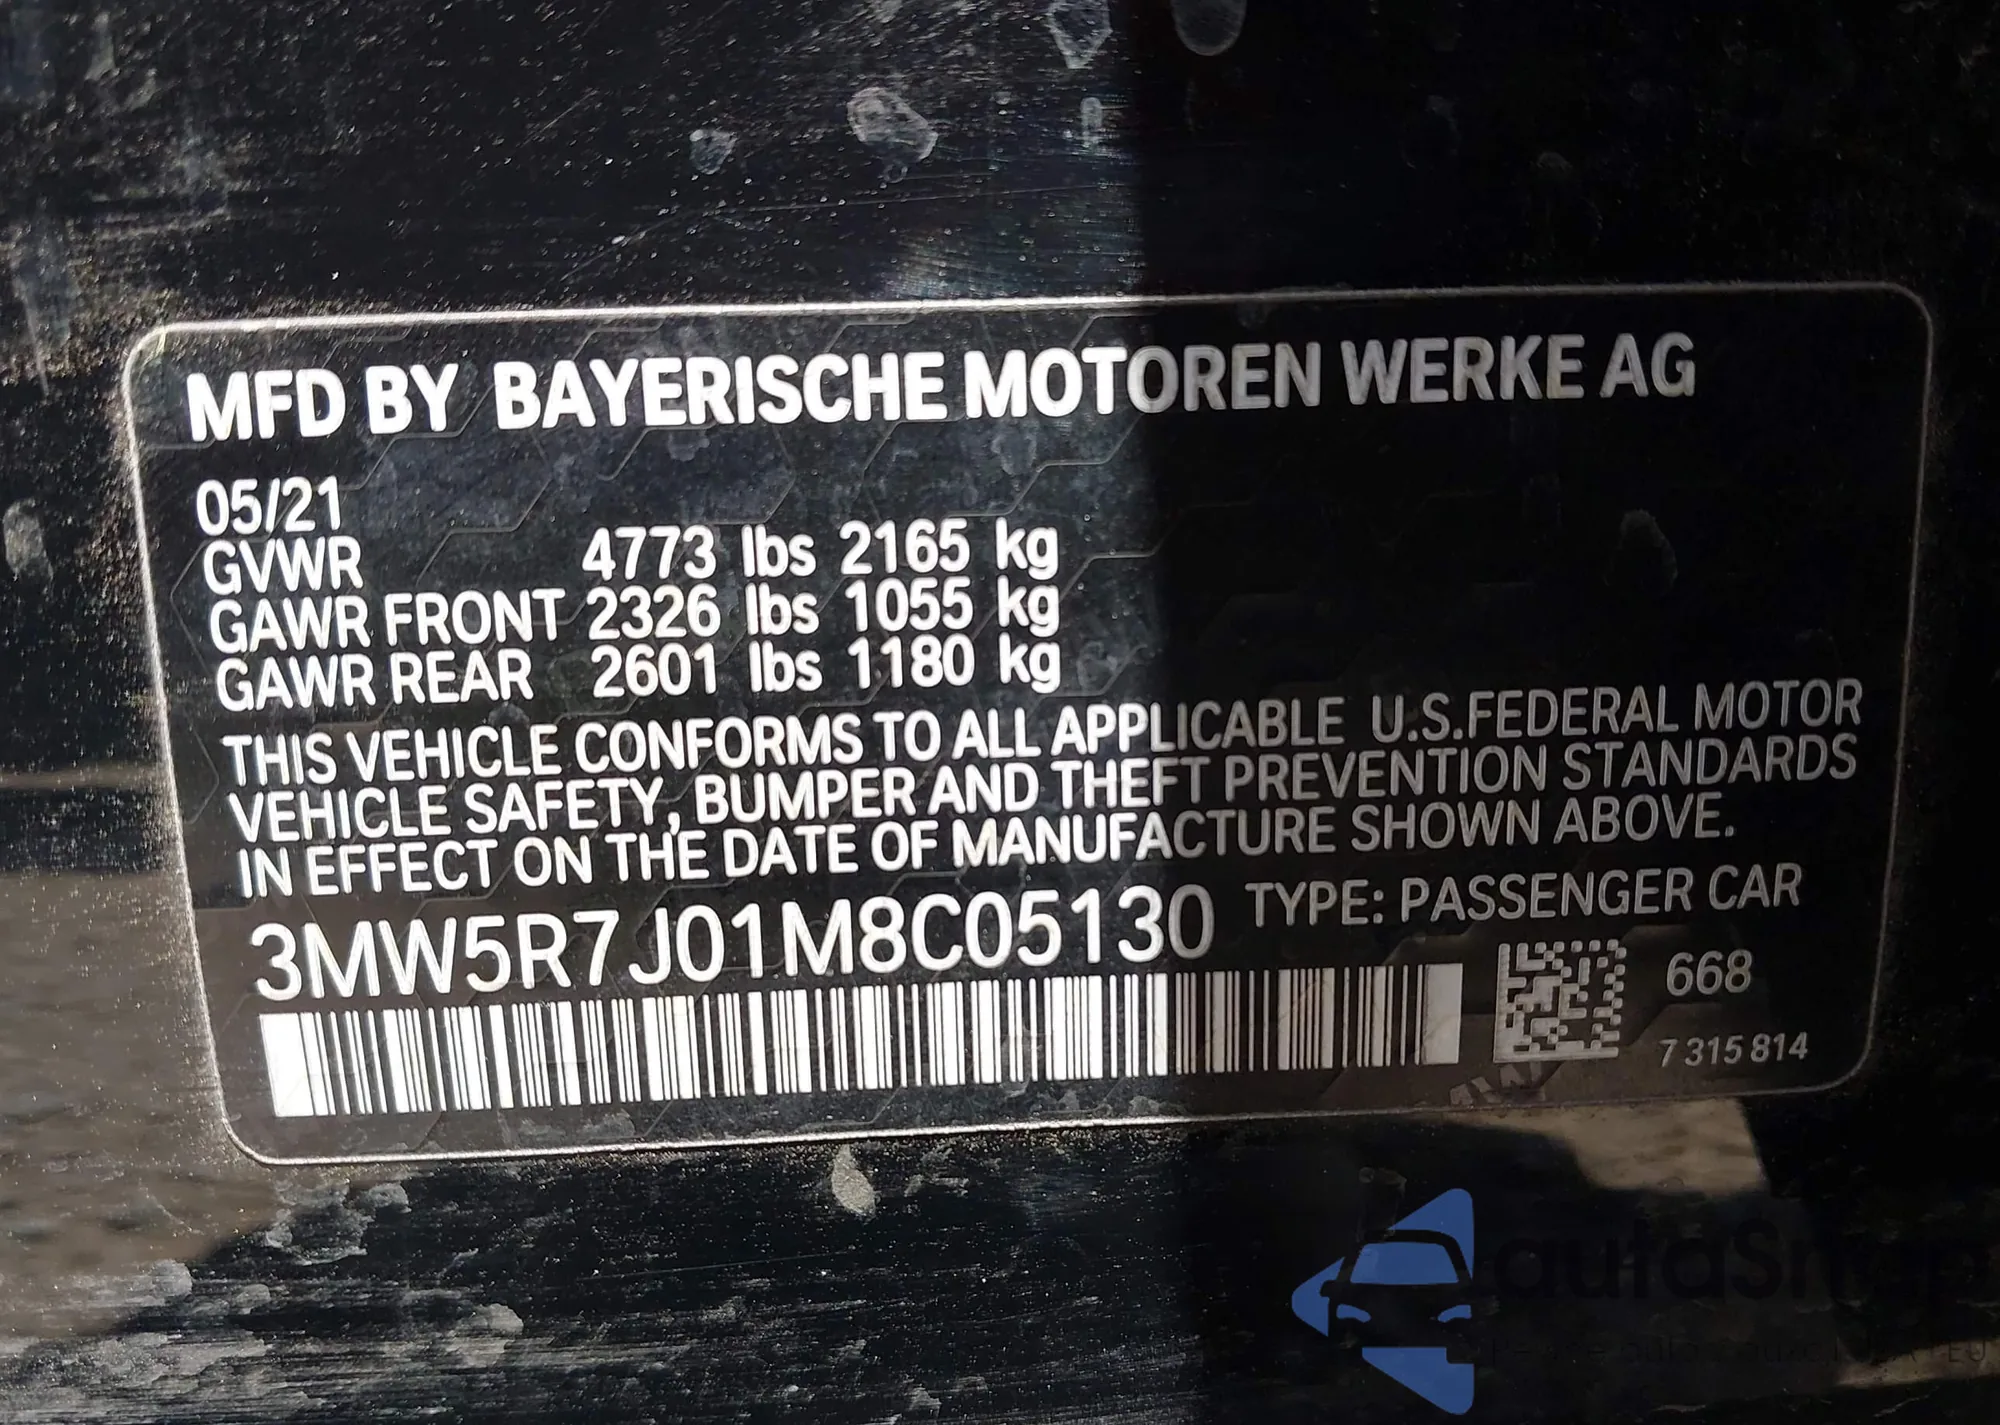 MFD BY BAYERISCHE MOTOREN WERKE AG
05/21
GVWR 4773 lbs 2165 kg
GAWR FRONT 2326 lbs 1055 kg
GAWR REAR 2601 lbs 1180 kg
THIS VEHICLE CONFORMS TO ALL APPLICABLE U.S.FEDERAL MOTOR
VEHICLE SAFETY, BUMPER AND THEFT PREVENTION STANDARDS
IN EFFECT ON THE DATE OF MANUFACTURE SHOWN ABOVE.
3MW5R7J01M8C05130 TYPE: PASSENGER CAR
668
7 315 814